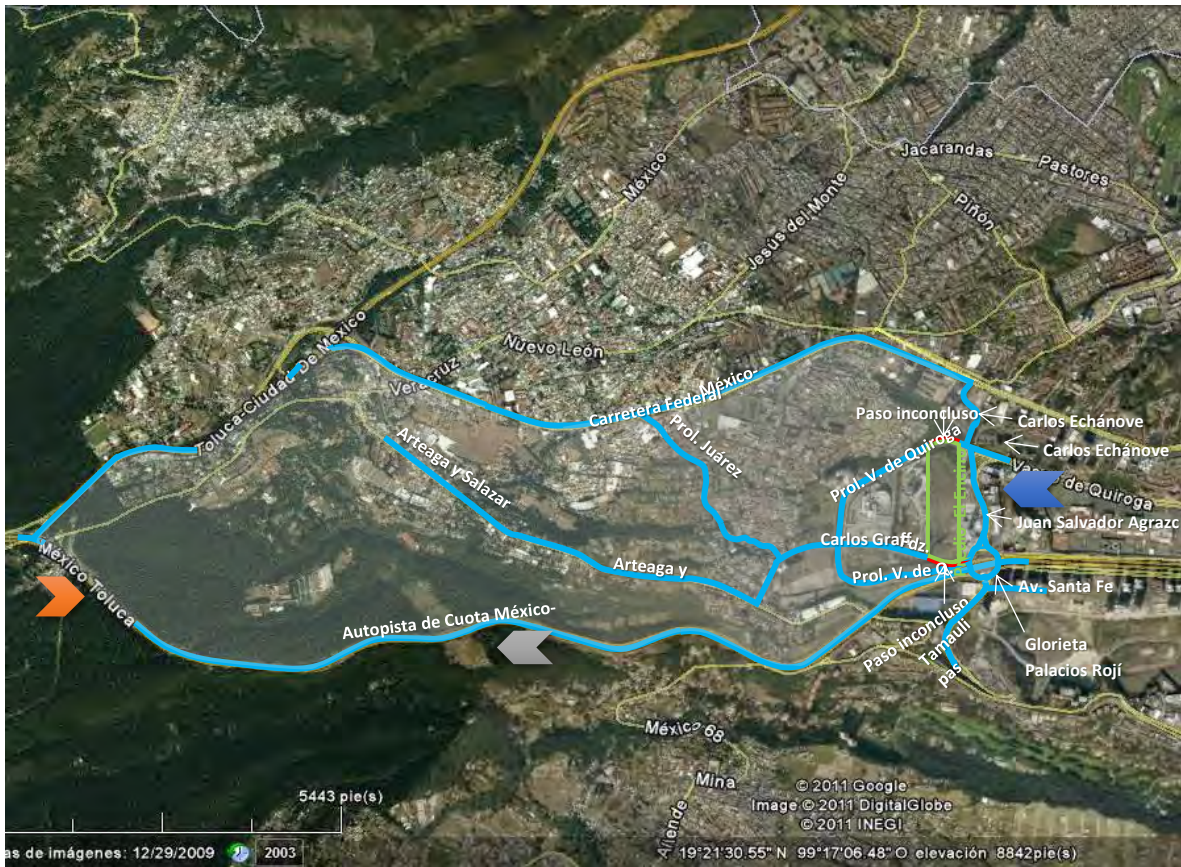 Jacarandas
Pastores
México
Piñón
Jesús del Monte
Toluca-Ciudad De México
Nuevo León
Veracruz
México-
Carretera Federal
Paso inconcluso
Carlos Echánove
Carlos Echánove
Prol. Juárez
Prol. V. de Quiroga
Arteaga y Salazar
Vasco de Quiroga
Juan Salvador Agrazc
Carlos Graff
Fdz.
Arteaga y
Prol. V. de Q.
Av. Santa Fe
México Toluca
Autopista de Cuota México-
Paso inconcluso
Tamauli
pas
Glorieta
Palacios Rojí
México 68
Mina
Allende
5443 pie(s)
© 2011 Google
Image © 2011 DigitalGlobe
© 2011 INEGI
as de imágenes: 12/29/2009
2003
19°21'30.55" N 99°17'06.48" O elevación 8842pie(s)